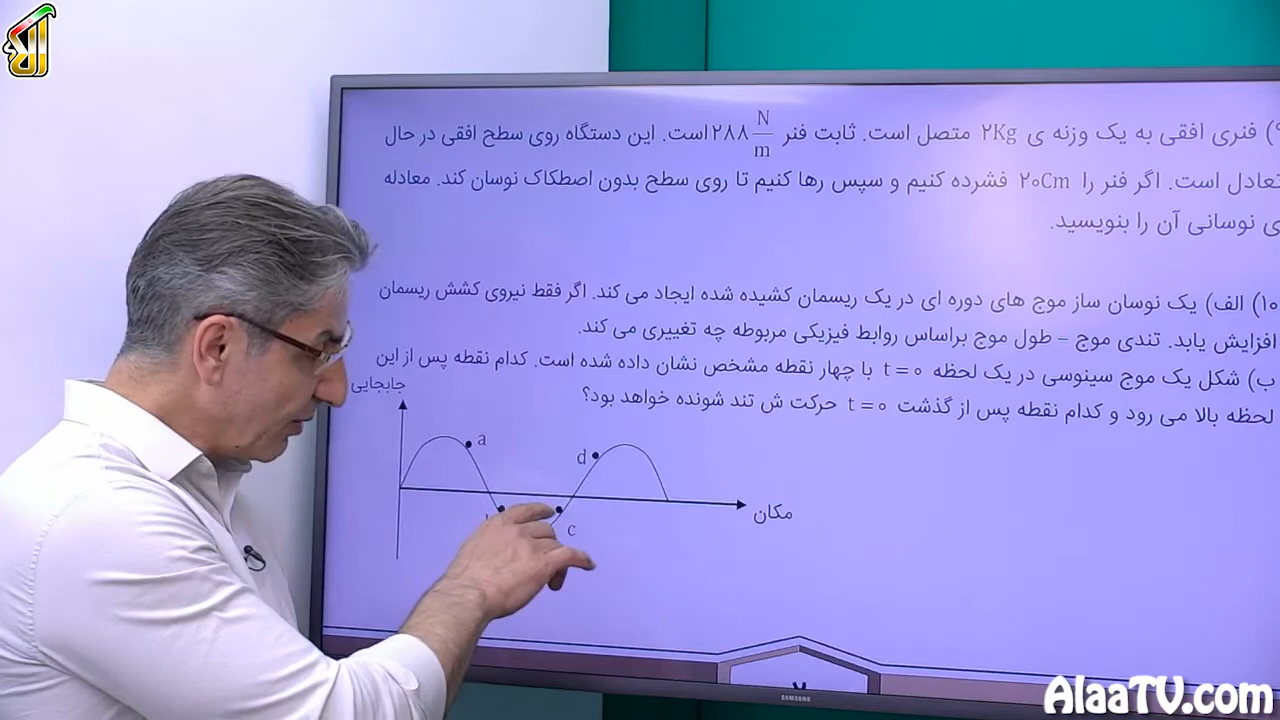 آلاء
) فنری افقی به یک وزنه ی ۲Kg متصل است. ثابت فنر ۲۸۸ N/m است. این دستگاه روی سطح افقی در حال
تعادل است. اگر فنر را ۲۰Cm فشرده کنیم و سپس رها کنیم تا روی سطح بدون اصطکاک نوسان کند. معادله
ی نوسانی آن را بنویسید.
۱۰) الف) یک نوسان ساز موج های دوره ای در یک ریسمان کشیده شده ایجاد می کند. اگر فقط نیروی کشش ریسمان
افزایش یابد. تندی موج – طول موج براساس روابط فیزیکی مربوطه چه تغییری می کند.
ب) شکل یک موج سینوسی در یک لحظه t = ۰ با چهار نقطه مشخص نشان داده شده است. کدام نقطه پس از این
لحظه بالا می رود و کدام نقطه پس از گذشت t = ۰ حرکت ش تند شونده خواهد بود؟
جابجایی
a
d
c
مکان
SAMSUNG
AlaaTV.com